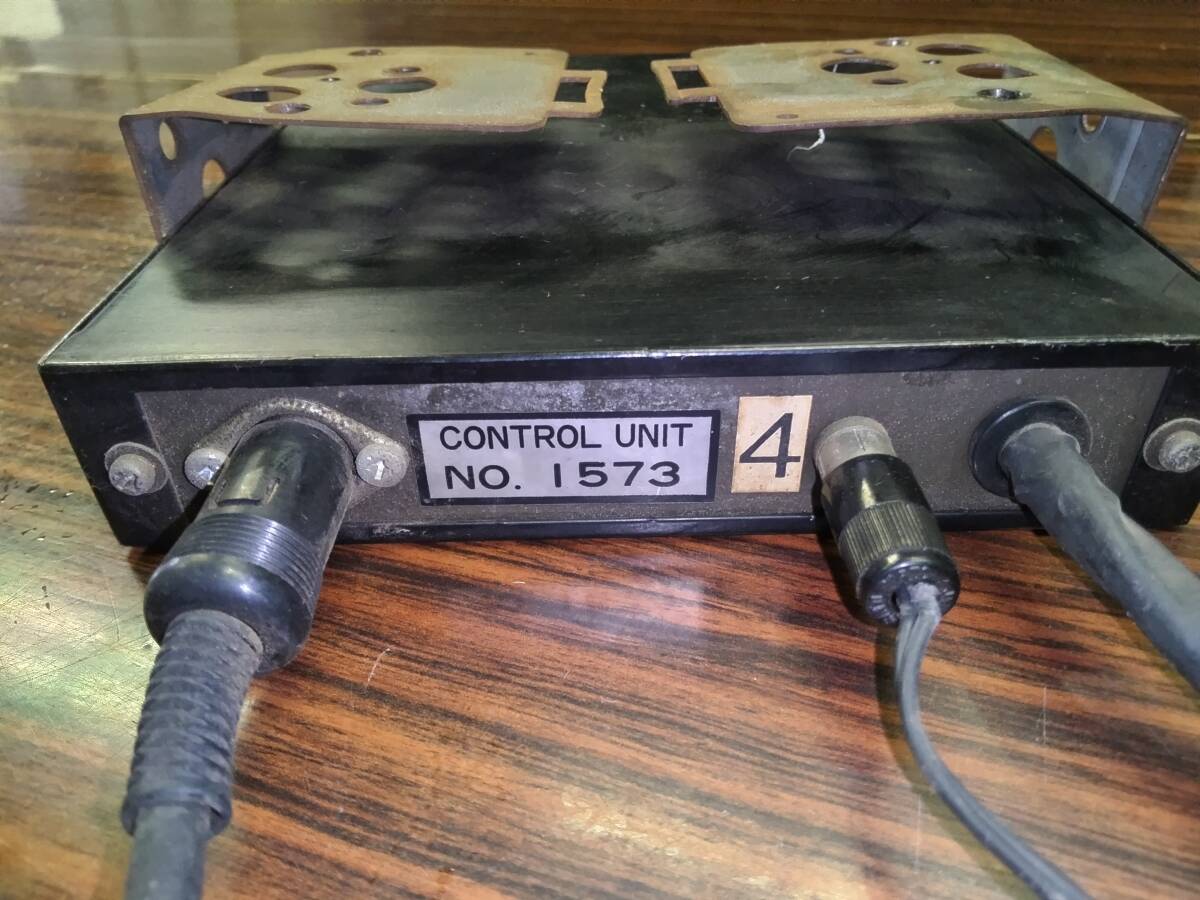 CONTROL UNIT
NO. 1573
4